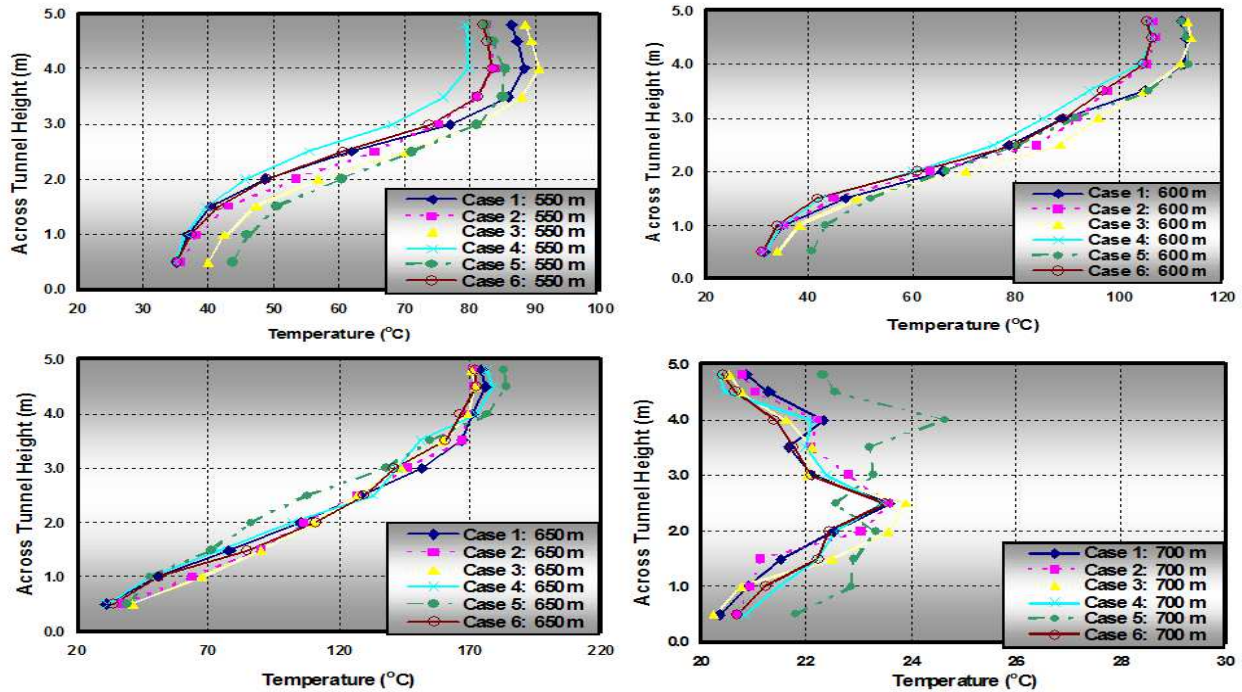 Across Tunnel Height (m)
5.0
4.0
3.0
2.0
1.0
0.0
20 30 40 50 60 70 80 90 100
Temperature (°C)
Case 1: 550 m
Case 2: 550 m
Case 3: 550 m
Case 4: 550 m
Case 5: 550 m
Case 6: 550 m
Across Tunnel Height (m)
5.0
4.0
3.0
2.0
1.0
0.0
20 40 60 80 100 120
Temperature (°C)
Case 1: 600 m
Case 2: 600 m
Case 3: 600 m
Case 4: 600 m
Case 5: 600 m
Case 6: 600 m
Across Tunnel Height (m)
5.0
4.0
3.0
2.0
1.0
0.0
20 70 120 170 220
Temperature (°C)
Case 1: 650 m
Case 2: 650 m
Case 3: 650 m
Case 4: 650 m
Case 5: 650 m
Case 6: 650 m
Across Tunnel Height (m)
5.0
4.0
3.0
2.0
1.0
0.0
20 22 24 26 28 30
Temperature (°C)
Case 1: 700 m
Case 2: 700 m
Case 3: 700 m
Case 4: 700 m
Case 5: 700 m
Case 6: 700 m